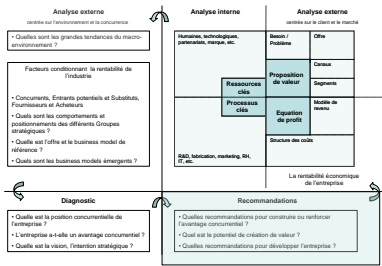 Analyse externe
centrée sur l'environnement et la concurrence
• Quelles sont les grandes tendances du macro-
environnement ?
Facteurs conditionnant la rentabilité de
l'industrie
• Concurrents, Entrants potentiels et Substituts,
Fournisseurs et Acheteurs
• Quels sont les comportements et
positionnements des différents Groupes
stratégiques ?
• Quelle est l'offre et le business model de
référence ?
• Quels sont les business models émergents ?
Analyse interne
Humaines, technologiques,
partenariats, marque, etc.
Ressources
clés
Processus
clés
R&D, fabrication, marketing, RH,
IT, etc.
Analyse externe
centrée sur le client et le marché
Besoin /
Problème
Offre
Canaux
Proposition
de valeur
Segments
Equation
de profit
Modèle de
revenu
Structure des coûts
La rentabilité économique
de l'entreprise
Diagnostic
• Quelle est la position concurrentielle de
l'entreprise ?
• L'entreprise a-t-elle un avantage concurrentiel ?
• Quelle est la vision, l'intention stratégique ?
Recommandations
• Quelles recommandations pour construire ou renforcer
l'avantage concurrentiel ?
• Quel est le potentiel de création de valeur ?
• Quelles recommandations pour développer l'entreprise ?